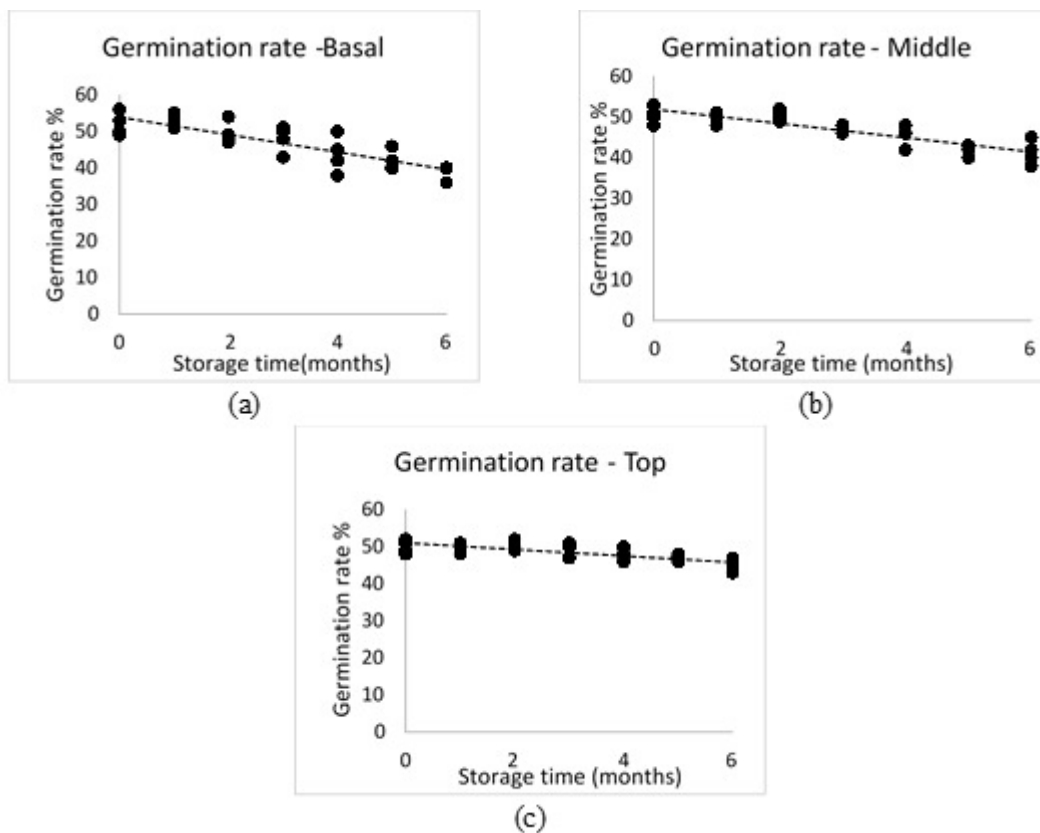 Germination rate -Basal
Germination rate %
60
50
40
30
20
10
0
0 2 4 6
Storage time(months)
(a)
Germination rate - Middle
Germination rate %
60
50
40
30
20
10
0
0 2 4 6
Storage time (months)
(b)
Germination rate - Top
Germination rate %
60
50
40
30
20
10
0
0 2 4 6
Storage time (months)
(c)